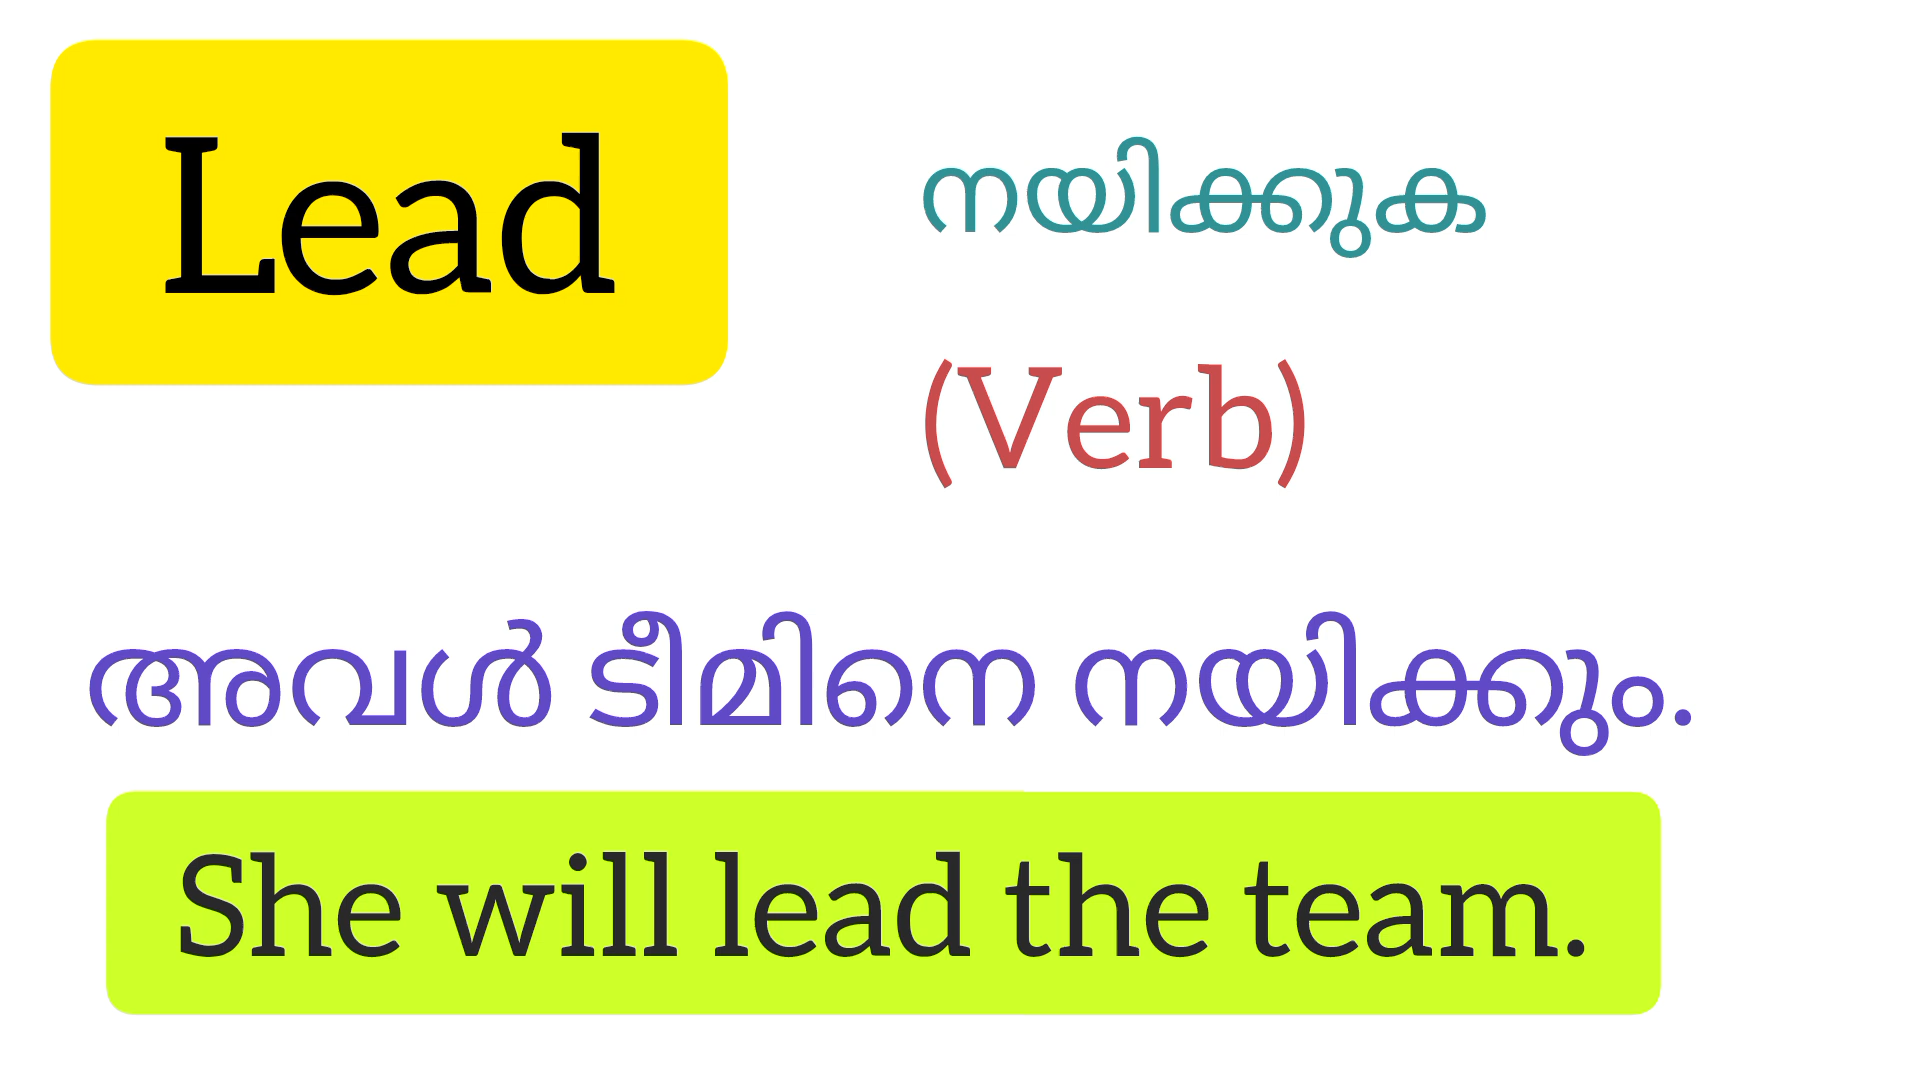 Lead
നയിക്കുക
(Verb)
അവൾ ടീമിനെ നയിക്കും.
She will lead the team.